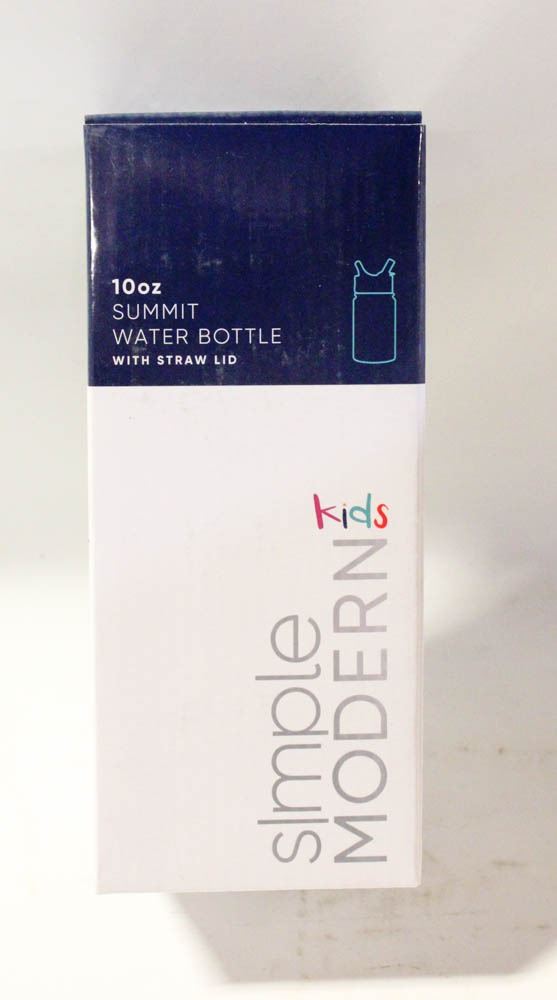 10oz
SUMMIT
WATER BOTTLE
WITH STRAW LID
kids
sImple
MODERN